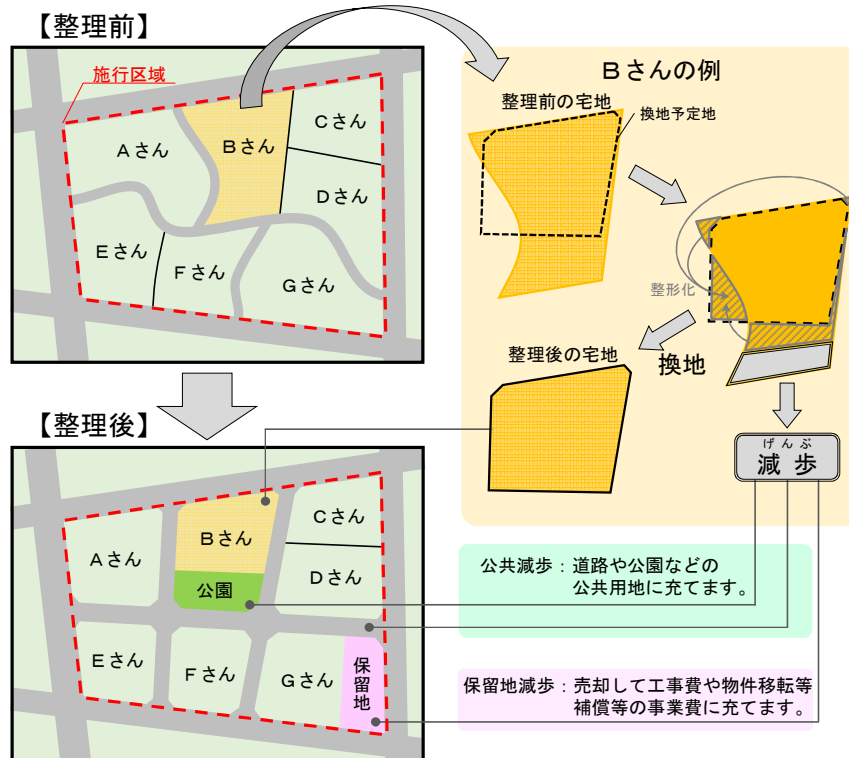 【整理前】
施行区域
Aさん
Bさん
Cさん
Dさん
Eさん
Fさん
Gさん
Bさんの例
整理前の宅地
換地予定地
整形化
換地
整理後の宅地
げんぶ
減歩
【整理後】
Aさん
Bさん
公園
Cさん
Dさん
Eさん
Fさん
Gさん
保留地
公共減歩：道路や公園などの
公共用地に充てます。
保留地減歩：売却して工事費や物件移転等
補償等の事業費に充てます。